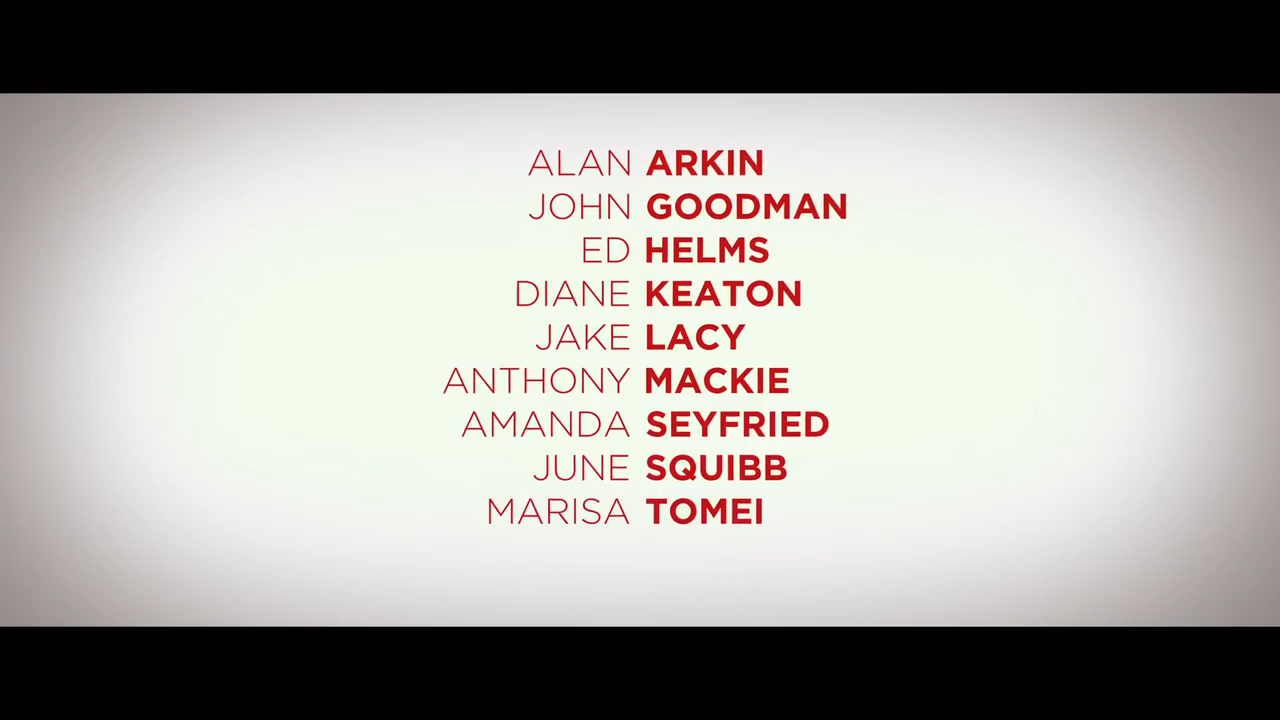 ALAN ARKIN
JOHN GOODMAN
ED HELMS
DIANE KEATON
JAKE LACY
ANTHONY MACKIE
AMANDA SEYFRIED
JUNE SQUIBB
MARISA TOMEI